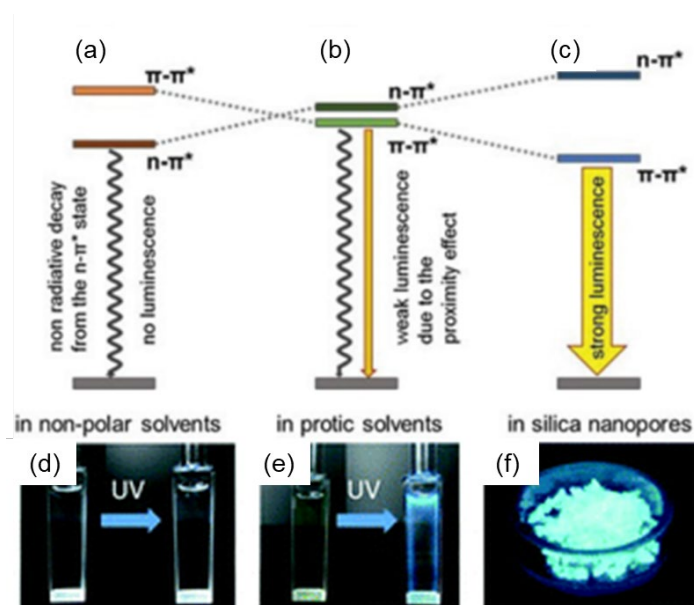 (a)
(b)
(c)
π-π*
n-π*
n-π*
π-π*
n-π*
π-π*
non radiative decay
from the n-π* state
no luminescence
weak luminescence
due to the
proximity effect
strong luminescence
in non-polar solvents
in protic solvents
in silica nanopores
(d)
UV
(e)
UV
(f)